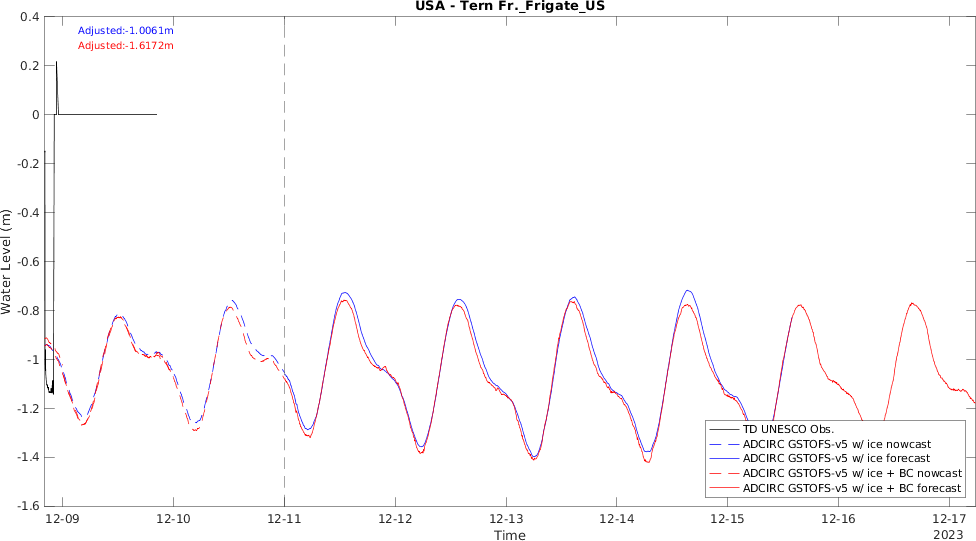 USA - Tern Fr._Frigate_US
Adjusted:-1.0061m
Adjusted:-1.6172m
0.4
0.2
0
-0.2
-0.4
-0.6
-0.8
-1
-1.2
-1.4
-1.6
Water Level (m)
TD UNESCO Obs.
ADCIRC GSTOFS-v5 w/ ice nowcast
ADCIRC GSTOFS-v5 w/ ice forecast
ADCIRC GSTOFS-v5 w/ ice + BC nowcast
ADCIRC GSTOFS-v5 w/ ice + BC forecast
12-09 12-10 12-11 12-12 12-13 12-14 12-15 12-16 12-17
Time
2023